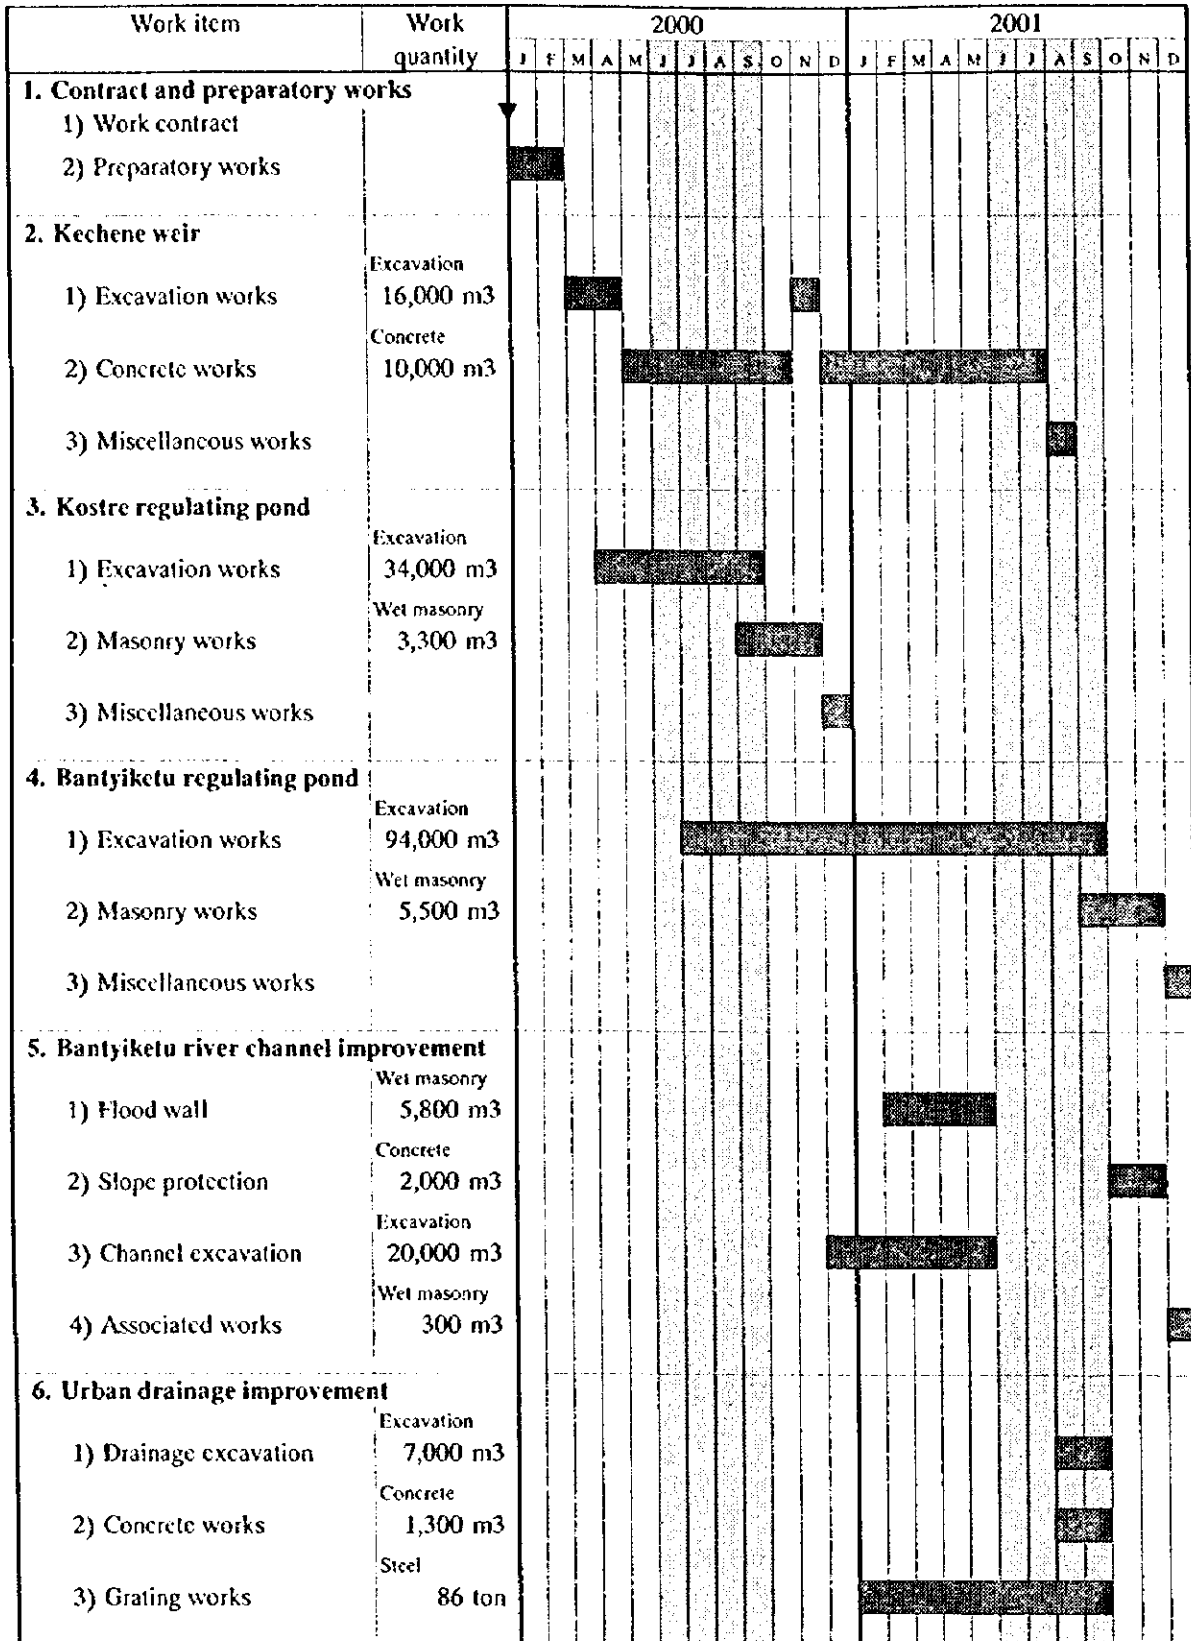 Work item Work 2000 2001
quantity J F M A M J J A S O N D J F M A M J J A S O N D
1. Contract and preparatory works
1) Work contract
2) Preparatory works
2. Kechene weir
Excavation
1) Excavation works 16,000 m3
Concrete
2) Concrete works 10,000 m3
3) Miscellaneous works
3. Kostre regulating pond
Excavation
1) Excavation works 34,000 m3
Wet masonry
2) Masonry works 3,300 m3
3) Miscellaneous works
4. Bantyiketu regulating pond
Excavation
1) Excavation works 94,000 m3
Wet masonry
2) Masonry works 5,500 m3
3) Miscellaneous works
5. Bantyiketu river channel improvement
Wet masonry
1) Flood wall 5,800 m3
Concrete
2) Slope protection 2,000 m3
Excavation
3) Channel excavation 20,000 m3
Wet masonry
4) Associated works 300 m3
6. Urban drainage improvement
Excavation
1) Drainage excavation 7,000 m3
Concrete
2) Concrete works 1,300 m3
Steel
3) Grating works 86 ton